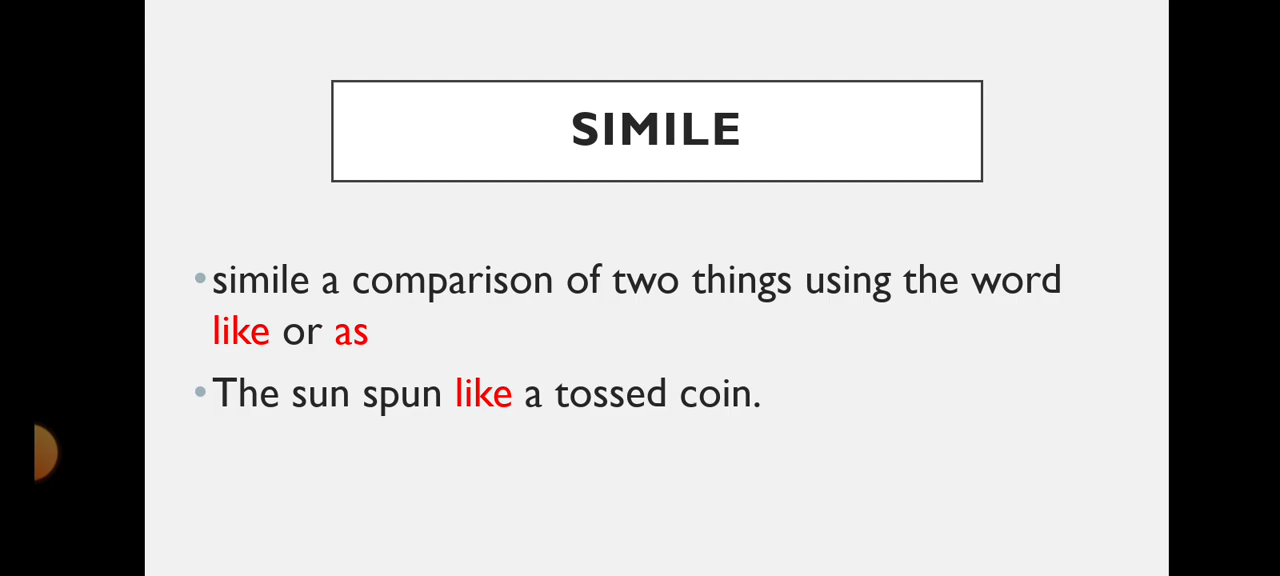 SIMILE
•simile a comparison of two things using the word
like or as
•The sun spun like a tossed coin.